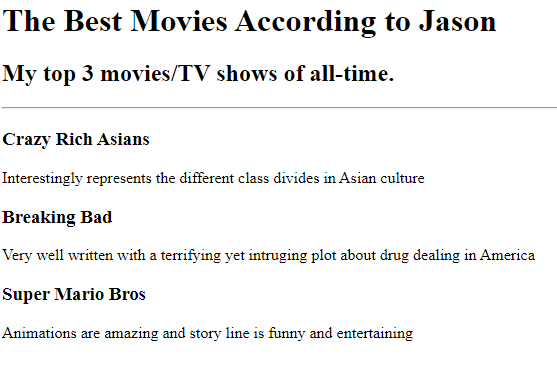 The Best Movies According to Jason
My top 3 movies/TV shows of all-time.
Crazy Rich Asians
Interestingly represents the different class divides in Asian culture
Breaking Bad
Very well written with a terrifying yet intruging plot about drug dealing in America
Super Mario Bros
Animations are amazing and story line is funny and entertaining